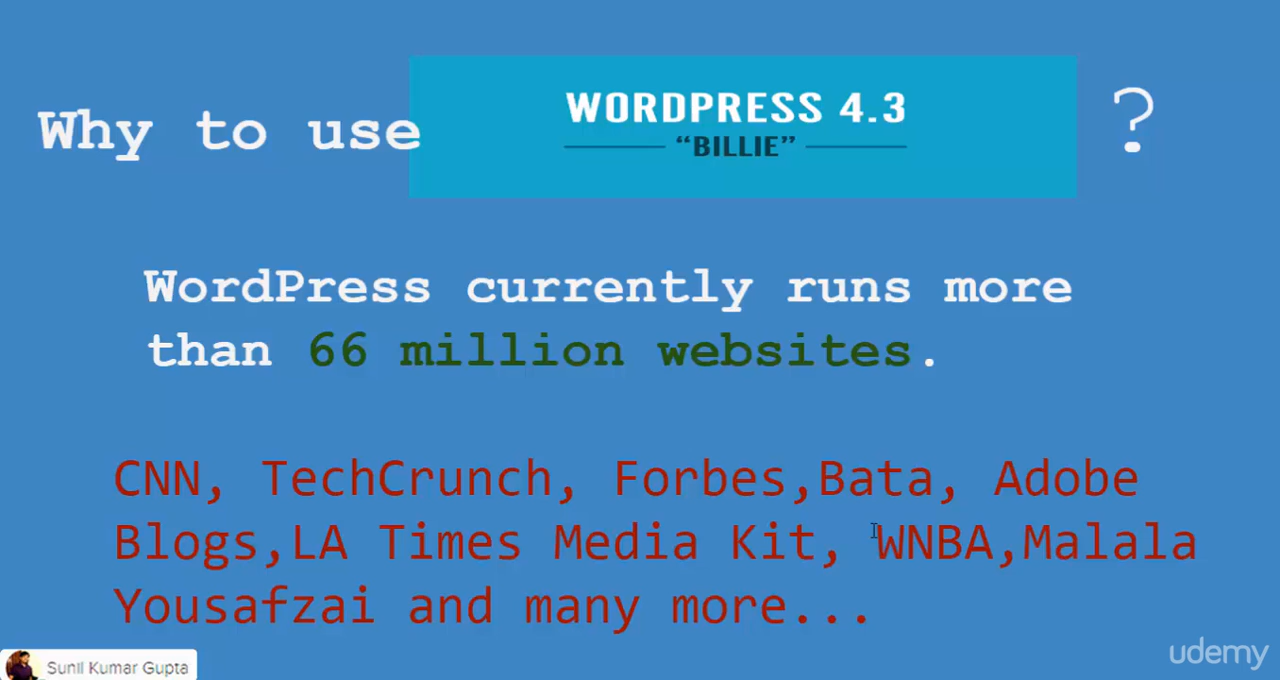 Why to use
WORDPRESS 4.3
“BILLIE”
?
WordPress currently runs more
than 66 million websites.
CNN, TechCrunch, Forbes,Bata, Adobe
Blogs,LA Times Media Kit, WNBA,Malala
Yousafzai and many more...
Sunil Kumar Gupta
udemy